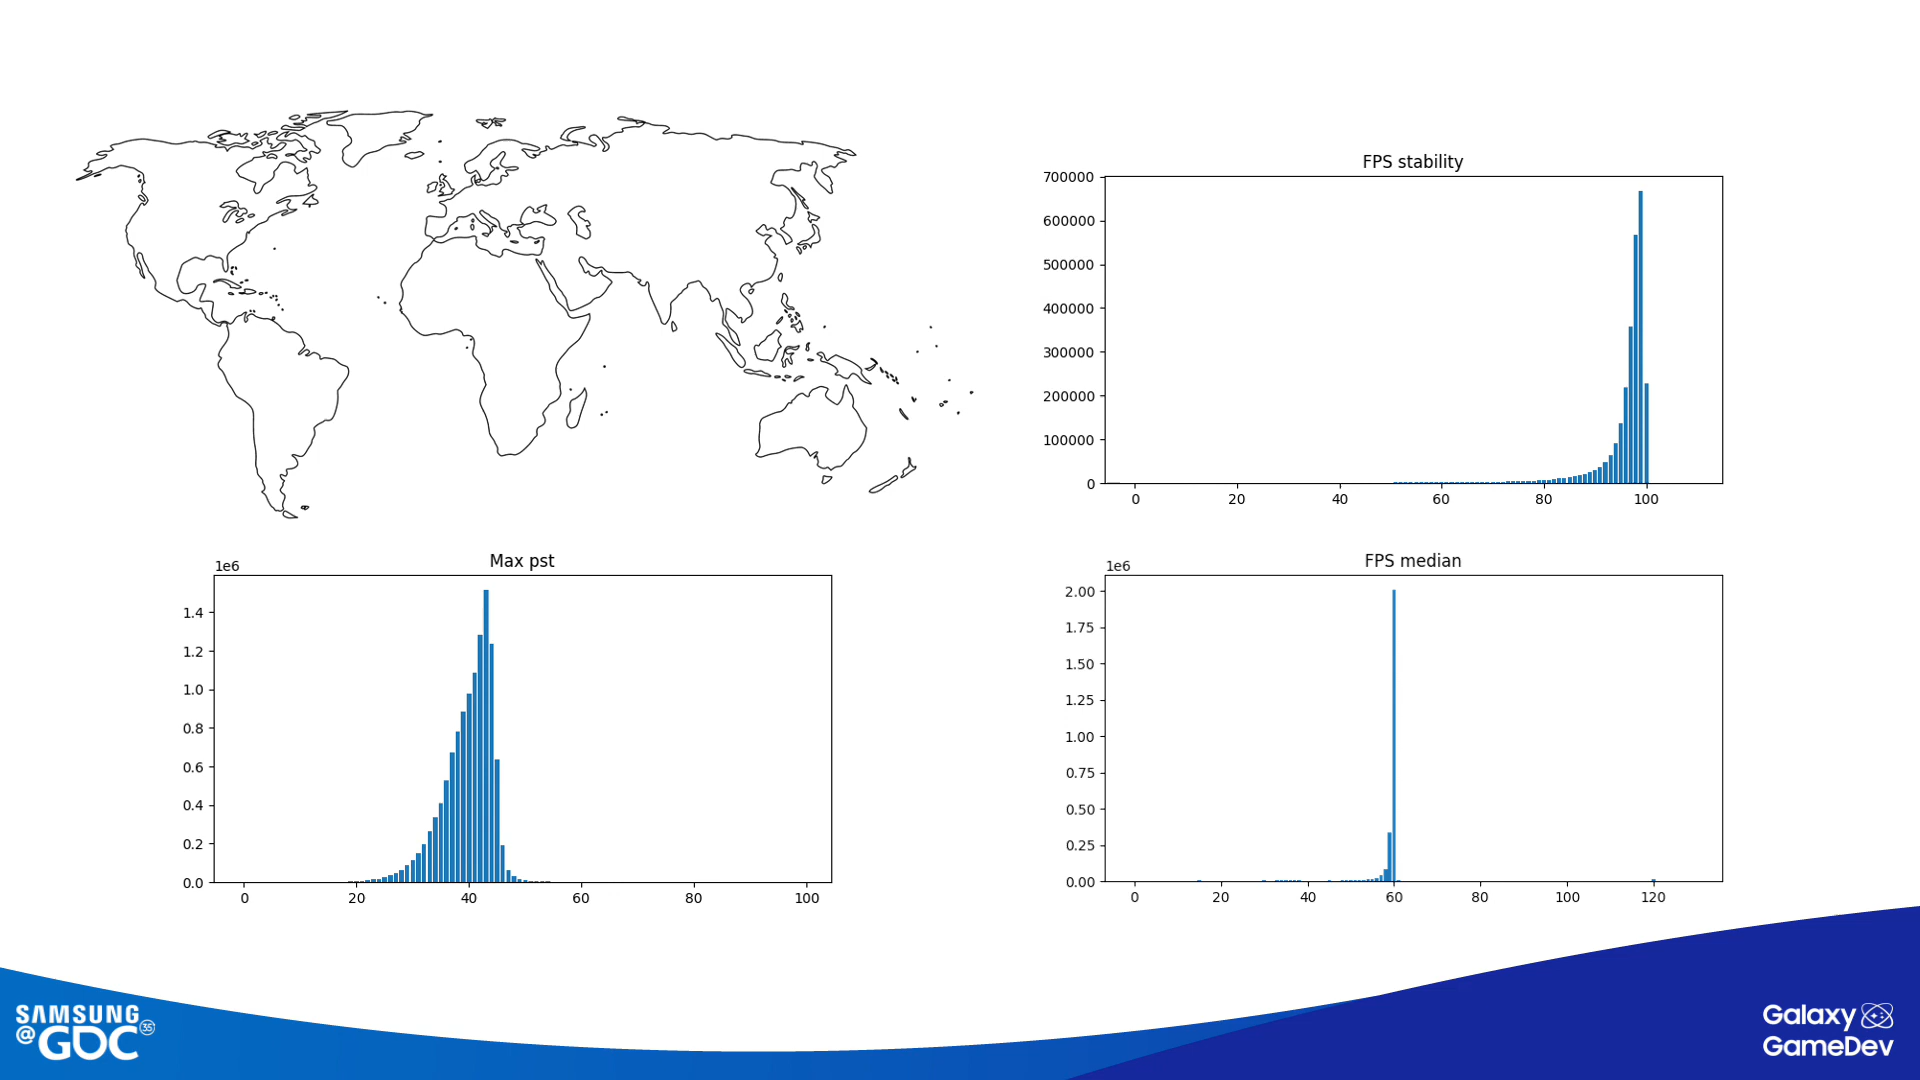 FPS stability
700000
600000
500000
400000
300000
200000
100000
0
0 20 40 60 80 100
Max pst
1e6
1.4
1.2
1.0
0.8
0.6
0.4
0.2
0.0
0 20 40 60 80 100
FPS median
1e6
2.00
1.75
1.50
1.25
1.00
0.75
0.50
0.25
0.00
0 20 40 60 80 100 120
SAMSUNG
@GDC 35
Galaxy
GameDev